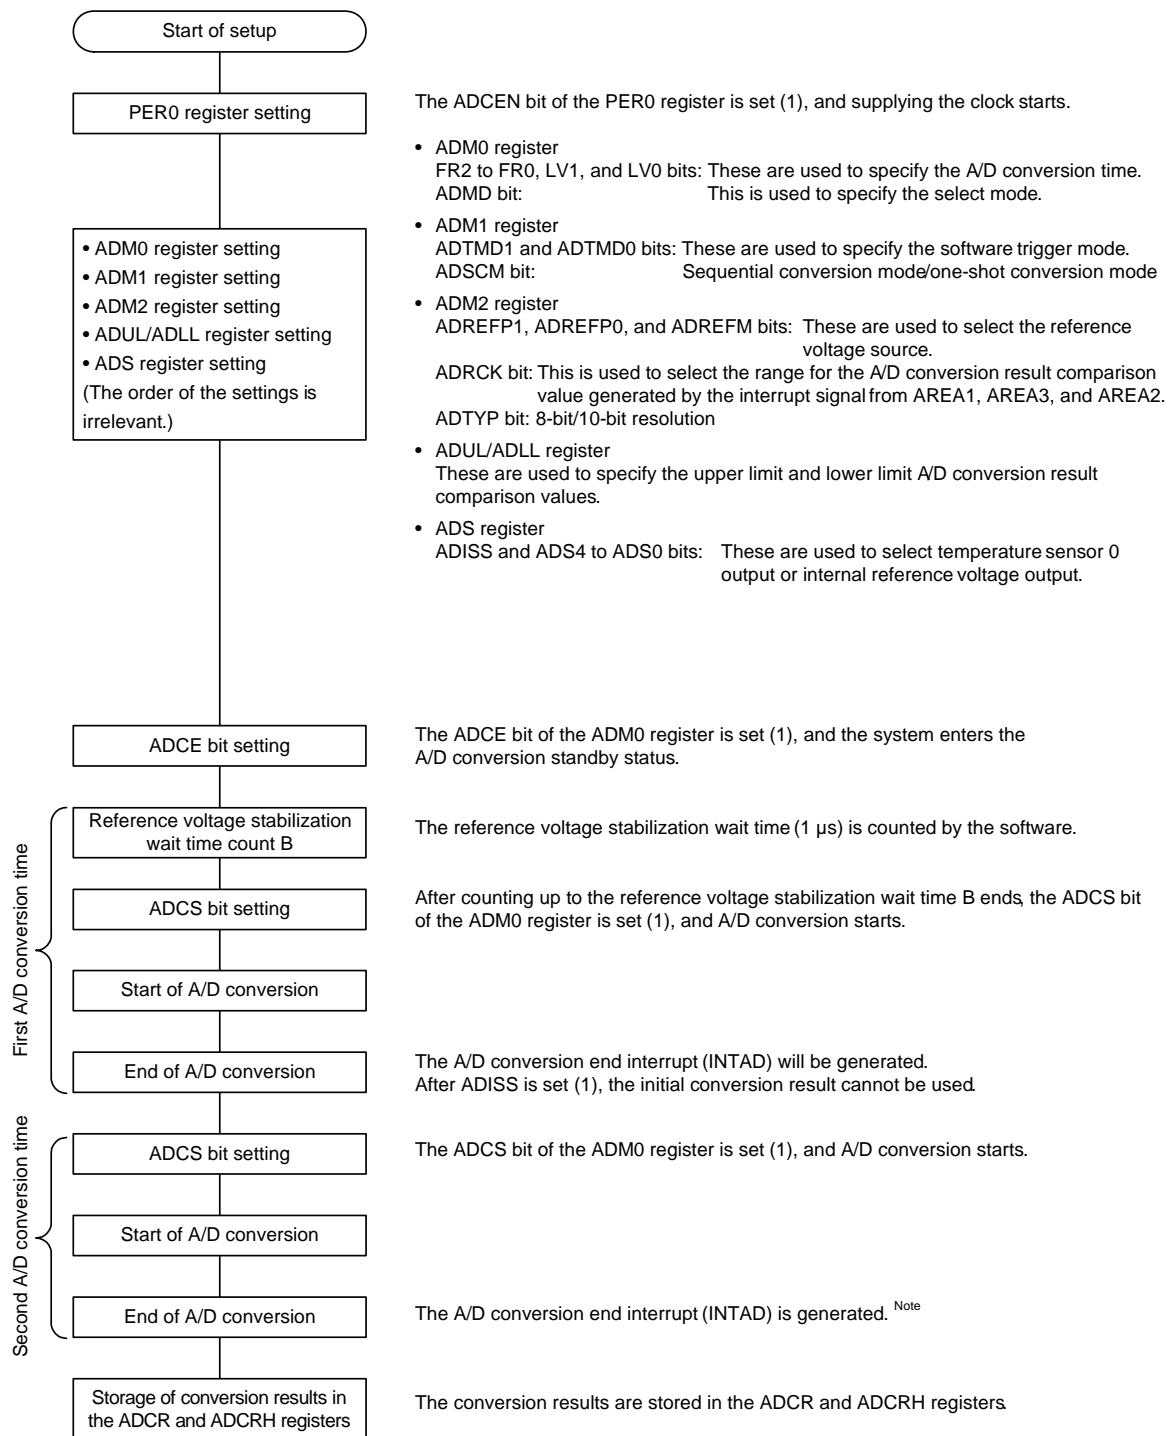 Start of setup
PER0 register setting
The ADCEN bit of the PER0 register is set (1), and supplying the clock starts.
• ADM0 register
FR2 to FR0, LV1, and LV0 bits: These are used to specify the A/D conversion time.
ADMD bit: This is used to specify the select mode.
• ADM1 register
ADTMD1 and ADTMD0 bits: These are used to specify the software trigger mode.
ADSCM bit: Sequential conversion mode/one-shot conversion mode
• ADM2 register
ADREFP1, ADREFP0, and ADREFM bits: These are used to select the reference
voltage source.
ADRCK bit: This is used to select the range for the A/D conversion result comparison
value generated by the interrupt signal from AREA1, AREA3, and AREA2.
ADTYP bit: 8-bit/10-bit resolution
• ADUL/ADLL register
These are used to specify the upper limit and lower limit A/D conversion result
comparison values.
• ADS register
ADISS and ADS4 to ADS0 bits: These are used to select temperature sensor 0
output or internal reference voltage output.
• ADM0 register setting
• ADM1 register setting
• ADM2 register setting
• ADUL/ADLL register setting
• ADS register setting
(The order of the settings is
irrelevant.)
ADCE bit setting
The ADCE bit of the ADM0 register is set (1), and the system enters the
A/D conversion standby status.
First A/D conversion time
Reference voltage stabilization
wait time count B
The reference voltage stabilization wait time (1 µs) is counted by the software.
ADCS bit setting
After counting up to the reference voltage stabilization wait time B ends, the ADCS bit
of the ADM0 register is set (1), and A/D conversion starts.
Start of A/D conversion
End of A/D conversion
The A/D conversion end interrupt (INTAD) will be generated.
After ADISS is set (1), the initial conversion result cannot be used.
Second A/D conversion time
ADCS bit setting
The ADCS bit of the ADM0 register is set (1), and A/D conversion starts.
Start of A/D conversion
End of A/D conversion
The A/D conversion end interrupt (INTAD) is generated. Note
Storage of conversion results in
the ADCR and ADCRH registers
The conversion results are stored in the ADCR and ADCRH registers.